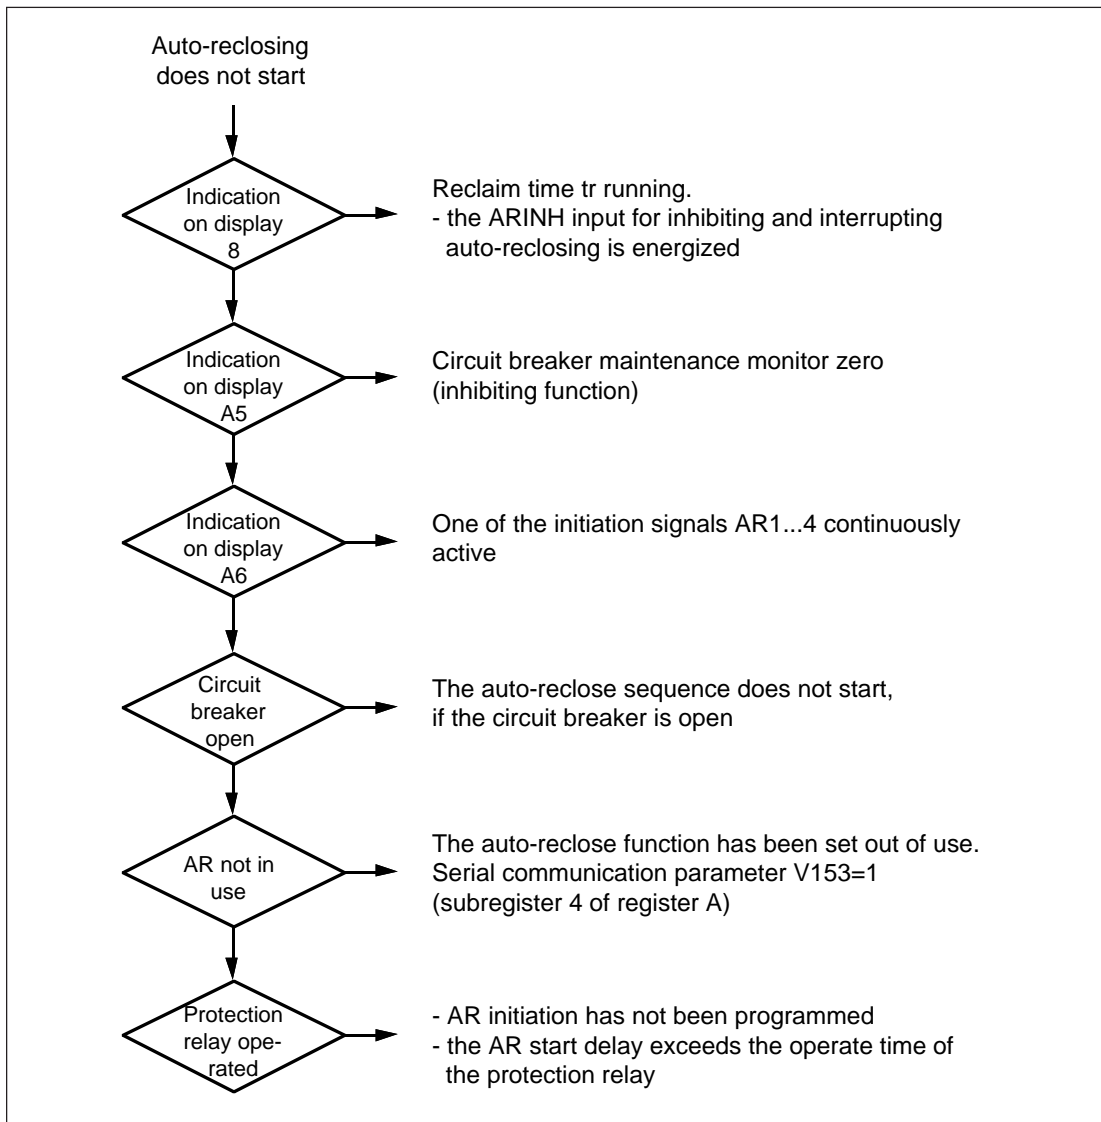 Auto-reclosing
does not start
Indication
on display
8
Reclaim time tr running.
- the ARINH input for inhibiting and interrupting
auto-reclosing is energized
Indication
on display
A5
Circuit breaker maintenance monitor zero
(inhibiting function)
Indication
on display
A6
One of the initiation signals AR1...4 continuously
active
Circuit
breaker
open
The auto-reclose sequence does not start,
if the circuit breaker is open
AR not in
use
The auto-reclose function has been set out of use.
Serial communication parameter V153=1
(subregister 4 of register A)
Protection
relay ope-
rated
- AR initiation has not been programmed
- the AR start delay exceeds the operate time of
the protection relay